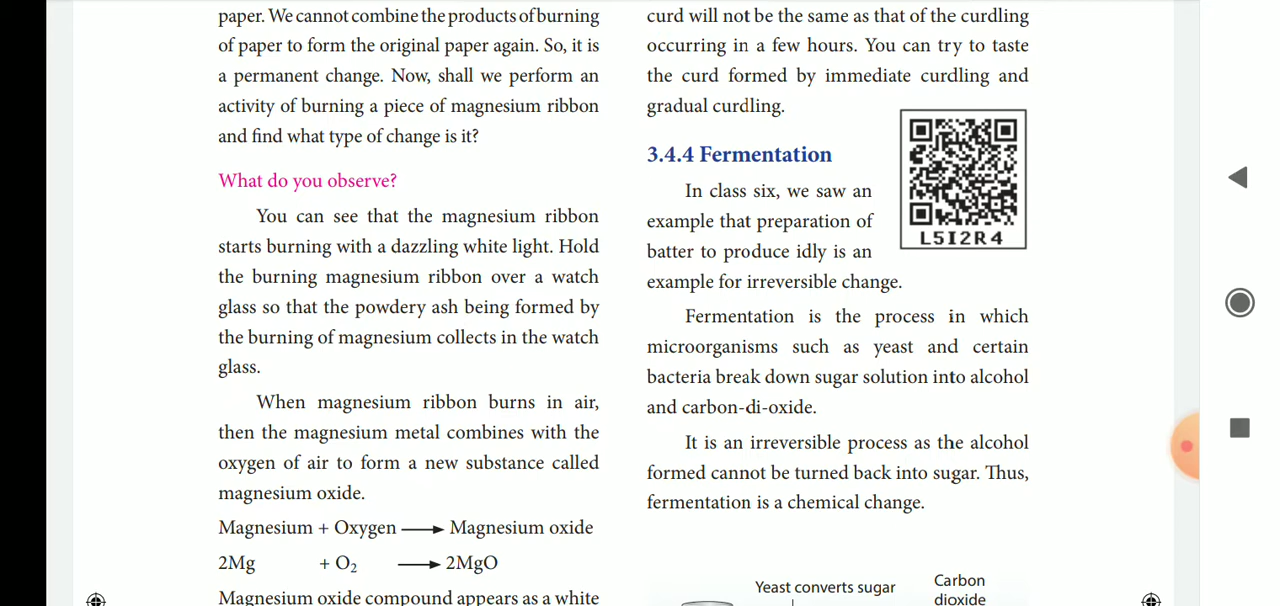 paper. We cannot combine the products of burning
of paper to form the original paper again. So, it is
a permanent change. Now, shall we perform an
activity of burning a piece of magnesium ribbon
and find what type of change is it?
What do you observe?
You can see that the magnesium ribbon
starts burning with a dazzling white light. Hold
the burning magnesium ribbon over a watch
glass so that the powdery ash being formed by
the burning of magnesium collects in the watch
glass.
When magnesium ribbon burns in air,
then the magnesium metal combines with the
oxygen of air to form a new substance called
magnesium oxide.
Magnesium + Oxygen ⟶ Magnesium oxide
2Mg + O₂ ⟶ 2MgO
Magnesium oxide compound appears as a white
curd will not be the same as that of the curdling
occurring in a few hours. You can try to taste
the curd formed by immediate curdling and
gradual curdling.
3.4.4 Fermentation
L5I2R4
In class six, we saw an
example that preparation of
batter to produce idly is an
example for irreversible change.
Fermentation is the process in which
microorganisms such as yeast and certain
bacteria break down sugar solution into alcohol
and carbon-di-oxide.
It is an irreversible process as the alcohol
formed cannot be turned back into sugar. Thus,
fermentation is a chemical change.
Yeast converts sugar
Carbon
dioxide